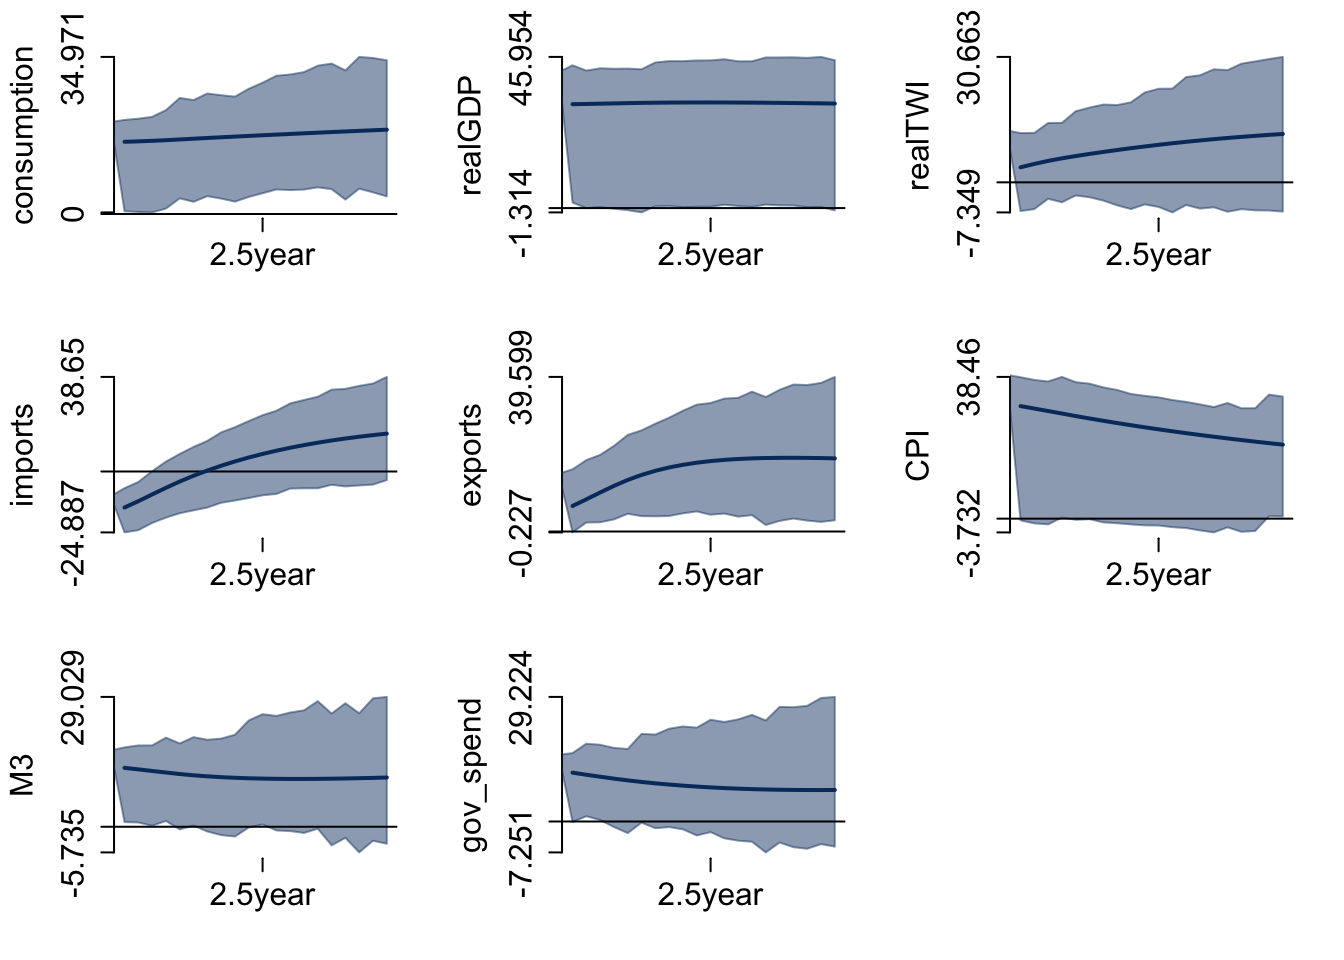 consumption
34.971
0
2.5year
realGDP
45.954
-1.314
2.5year
realTWI
30.663
-7.349
2.5year
imports
38.65
-24.887
2.5year
exports
39.599
-0.227
2.5year
CPI
38.46
-3.732
2.5year
M3
29.029
-5.735
2.5year
gov_spend
29.224
-7.251
2.5year